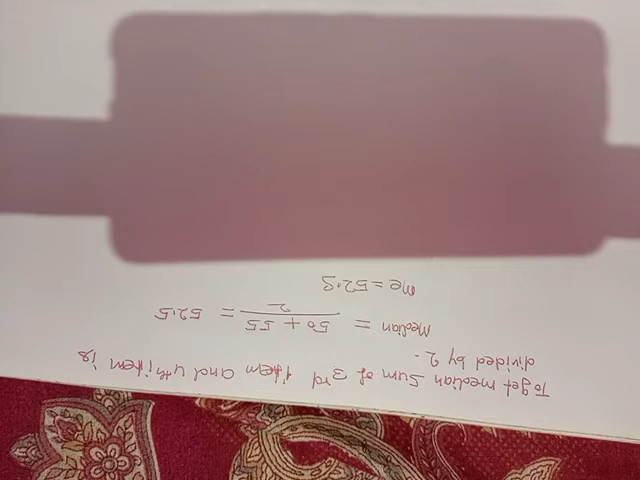 To get median Sum of 3rd item and 4th item is
divided by 2.
Median = 50 + 55 / 2 = 52.5
Me = 52.5